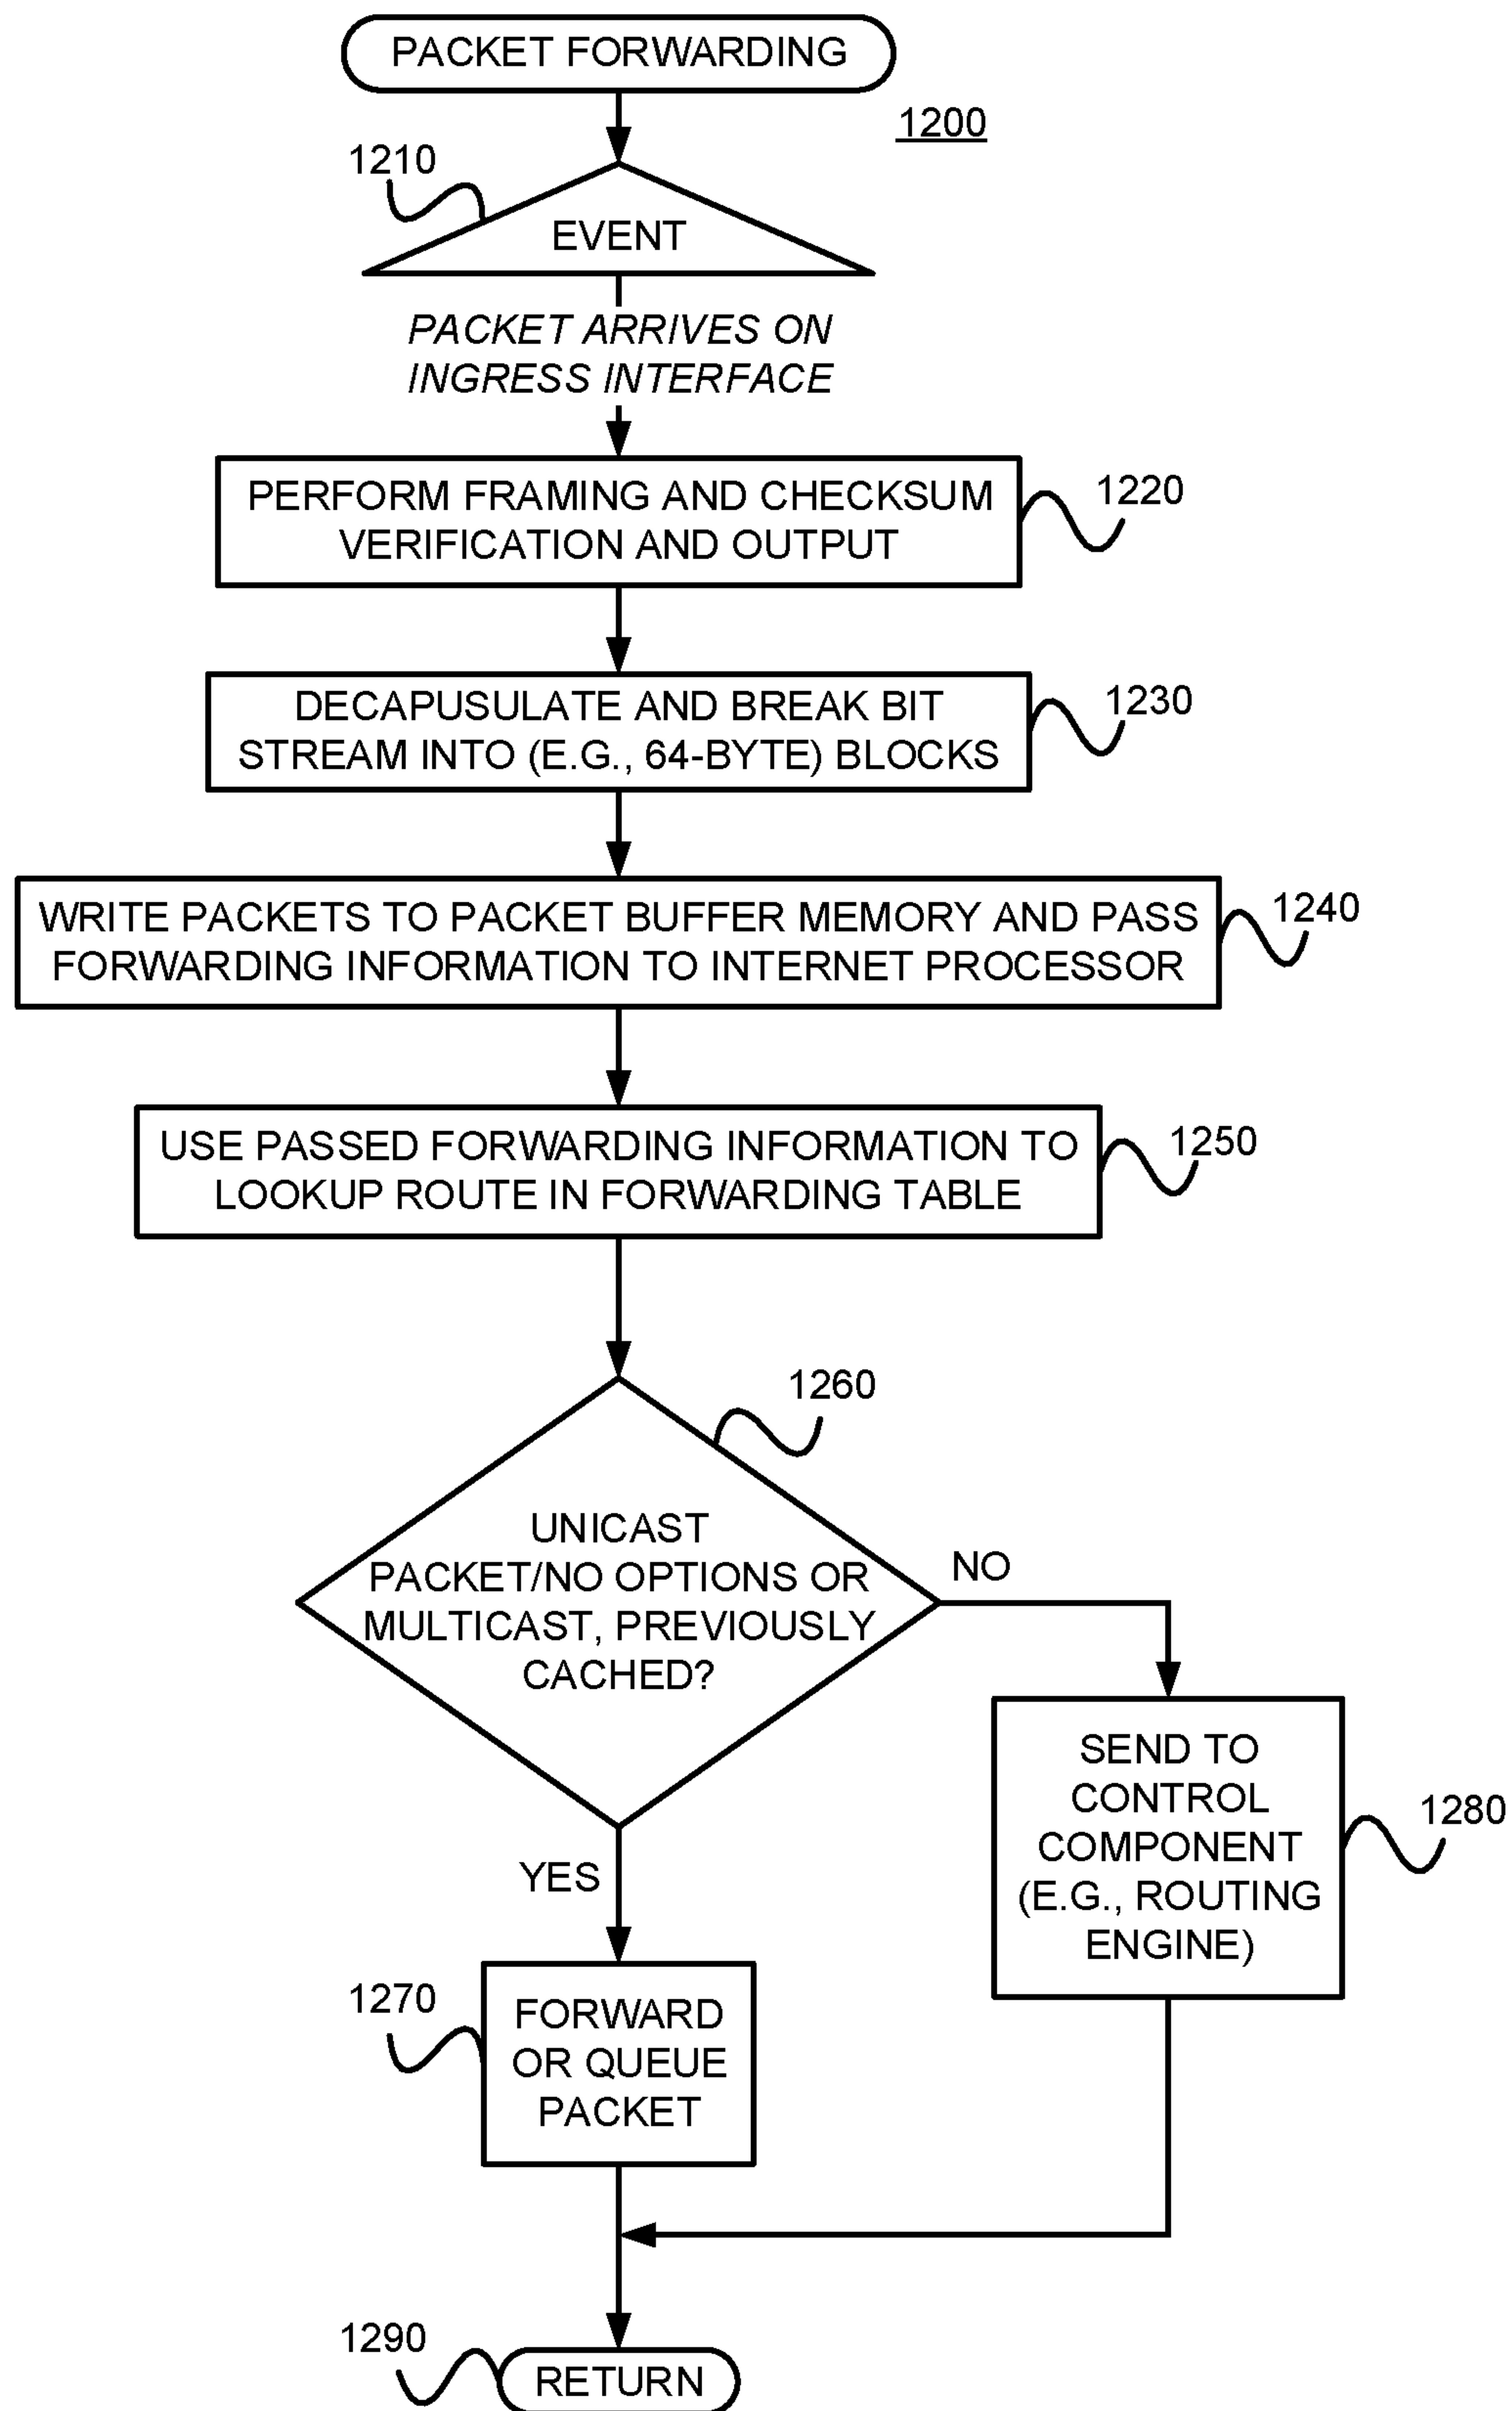 PACKET FORWARDING
1200
1210
EVENT
PACKET ARRIVES ON
INGRESS INTERFACE
PERFORM FRAMING AND CHECKSUM
VERIFICATION AND OUTPUT
1220
DECAPUSULATE AND BREAK BIT
STREAM INTO (E.G., 64-BYTE) BLOCKS
1230
WRITE PACKETS TO PACKET BUFFER MEMORY AND PASS
FORWARDING INFORMATION TO INTERNET PROCESSOR
1240
USE PASSED FORWARDING INFORMATION TO
LOOKUP ROUTE IN FORWARDING TABLE
1250
1260
UNICAST
PACKET/NO OPTIONS OR
MULTICAST, PREVIOUSLY
CACHED?
NO
YES
SEND TO
CONTROL
COMPONENT
(E.G., ROUTING
ENGINE)
1280
1270
FORWARD
OR QUEUE
PACKET
1290
RETURN